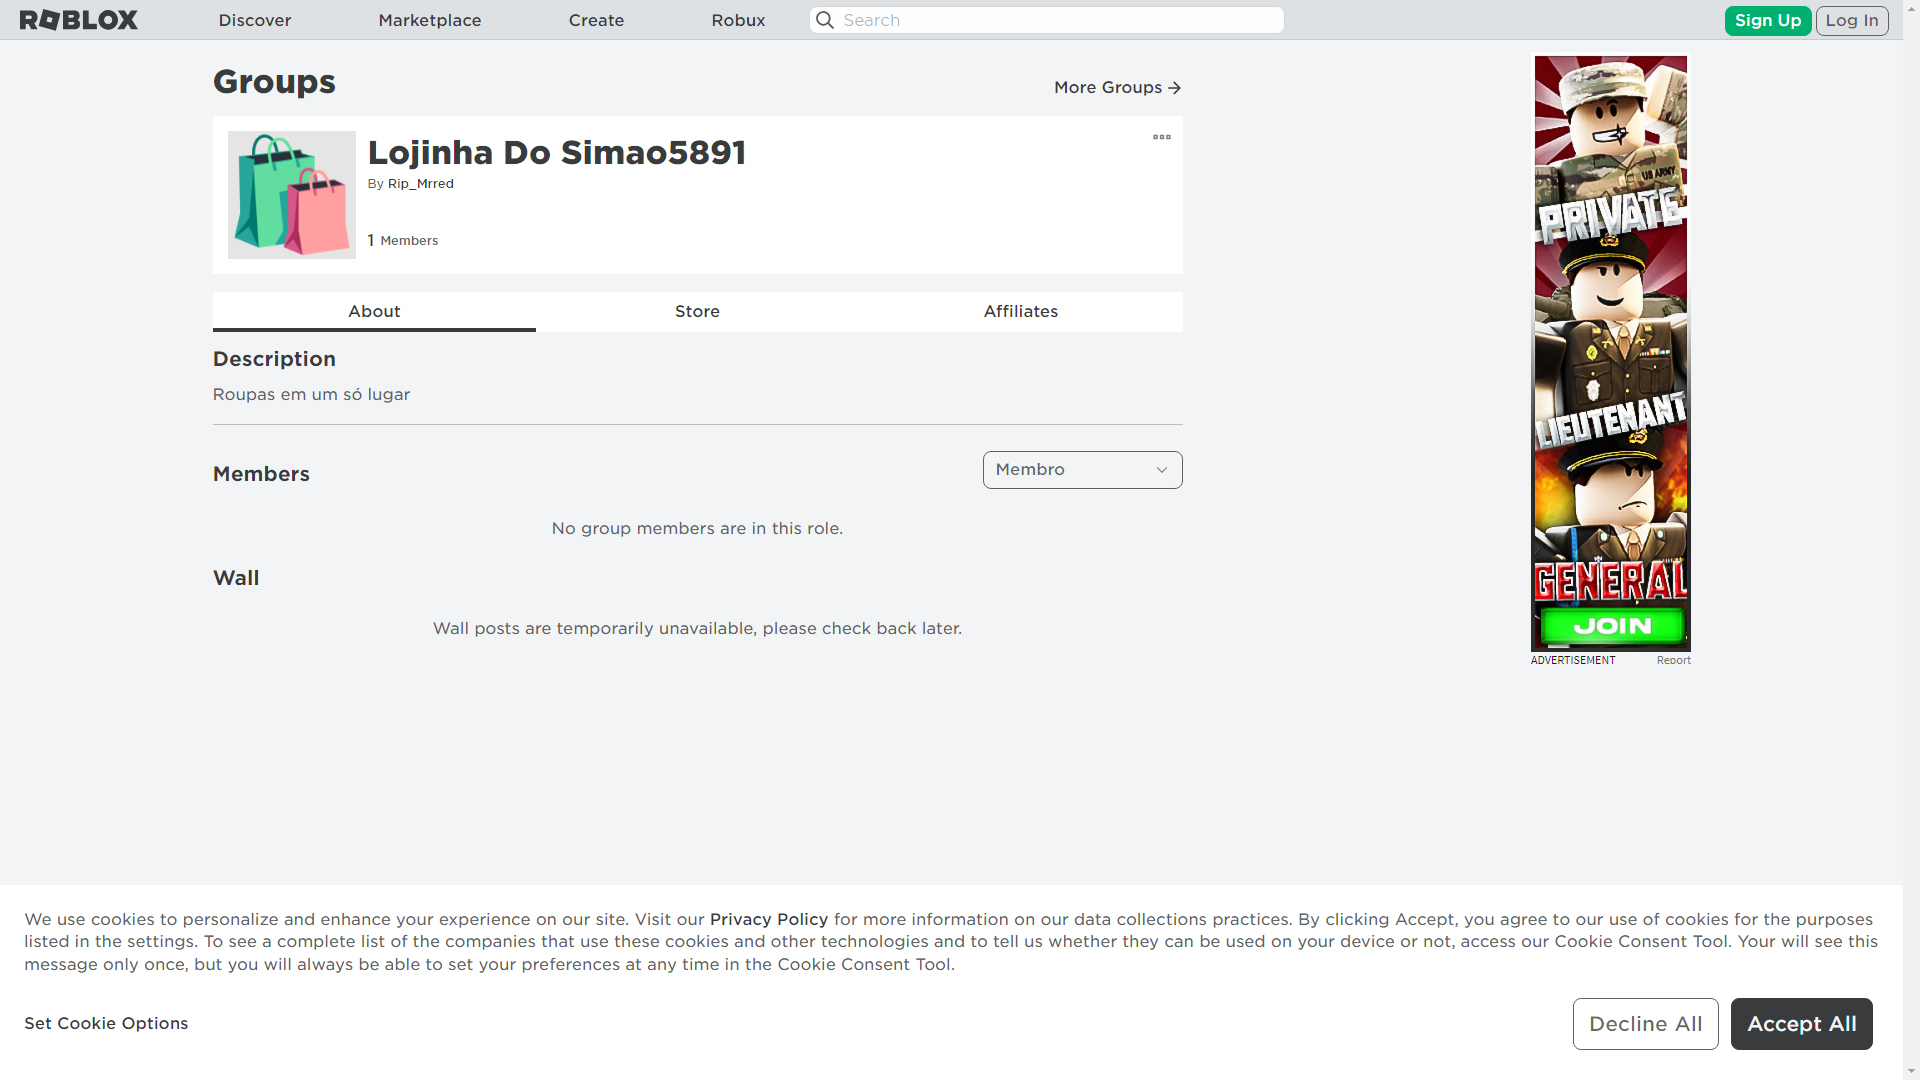 ROBLOX
Discover
Marketplace
Create
Robux
Search
Sign Up
Log In
Groups
More Groups
Lojinha Do Simao5891
By Rip_Mrred
1 Members
About
Store
Affiliates
Description
Roupas em um só lugar
Members
Membro
No group members are in this role.
Wall
Wall posts are temporarily unavailable, please check back later.
US ARMY
PRIVATE
LIEUTENANT
GENERAL
JOIN
ADVERTISEMENT
Report
We use cookies to personalize and enhance your experience on our site. Visit our Privacy Policy for more information on our data collections practices. By clicking Accept, you agree to our use of cookies for the purposes
listed in the settings. To see a complete list of the companies that use these cookies and other technologies and to tell us whether they can be used on your device or not, access our Cookie Consent Tool. Your will see this
message only once, but you will always be able to set your preferences at any time in the Cookie Consent Tool.
Set Cookie Options
Decline All
Accept All